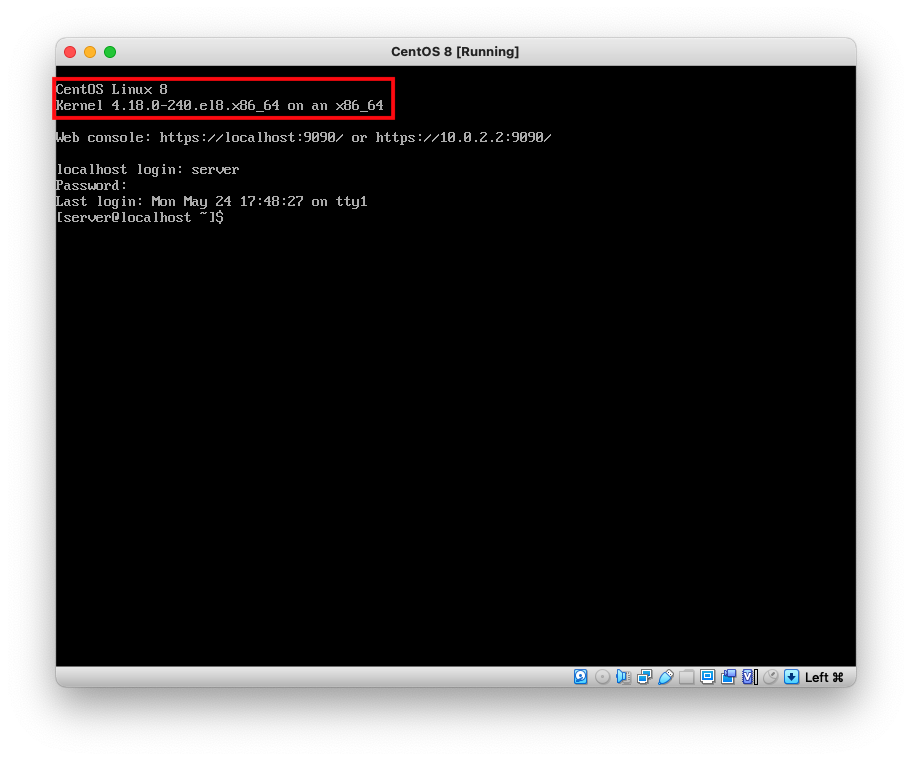 CentOS 8 [Running]
CentOS Linux 8
Kernel 4.18.0-240.el8.x86_64 on an x86_64
Web console: https://localhost:9090/ or https://10.0.2.2:9090/
localhost login: server
Password:
Last login: Mon May 24 17:48:27 on tty1
[server@localhost ~]$
Left ⌘